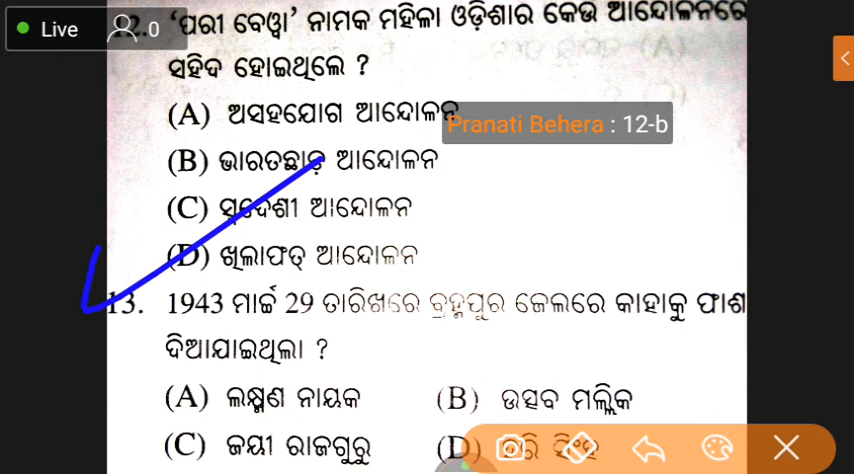 Live
.0
2.0 'ପରୀ ବେୱା' ନାମକ ମହିଳା ଓଡ଼ିଶାର କେଉ ଆନ୍ଦୋଳନରେ
ସହିଦ ହୋଇଥିଲେ ?
(A) ଅସହଯୋଗ ଆନ୍ଦୋଳନ
Pranati Behera : 12-b
(B) ଭାରତଛାଡ଼ ଆନ୍ଦୋଳନ
(C) ସ୍ୱଦେଶୀ ଆନ୍ଦୋଳନ
(D) ଖିଲାଫତ୍ ଆନ୍ଦୋଳନ
13. 1943 ମାର୍ଚ୍ଚ 29 ତାରିଖରେ ବ୍ରହ୍ମପୁର ଜେଲରେ କାହାକୁ ଫାଶ
ଦିଆଯାଇଥିଲା ?
(A) ଲକ୍ଷ୍ମଣ ନାୟକ (B) ଉତ୍ସବ ମଲ୍ଲିକ
(C) ଜୟୀ ରାଜଗୁରୁ (D) ସିଂହ